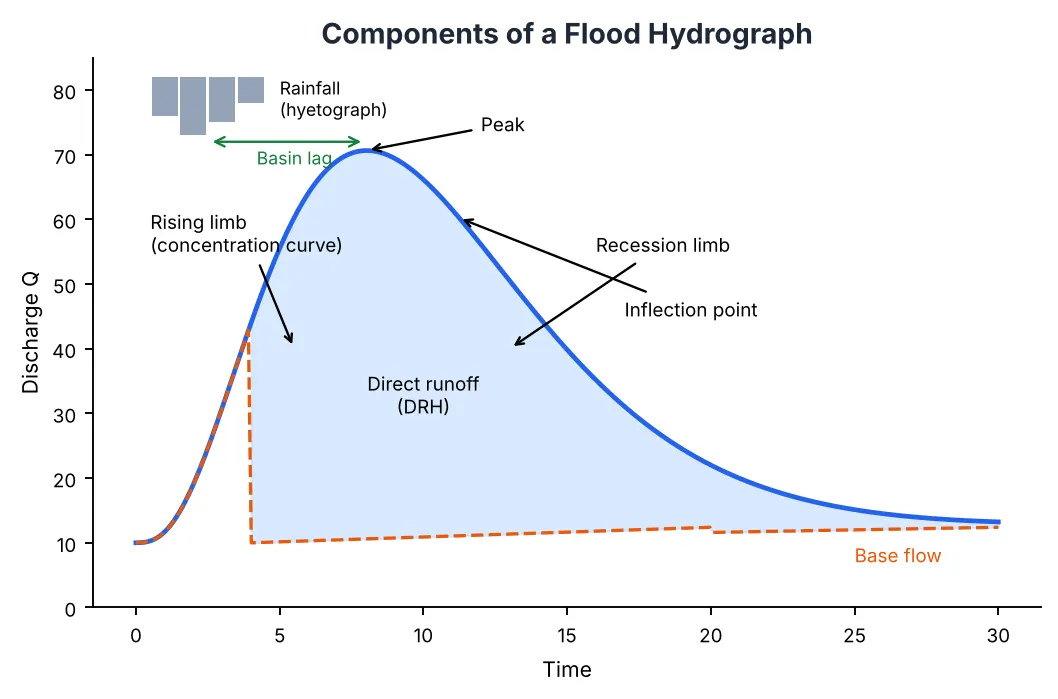 Components of a Flood Hydrograph
80
70
60
50
40
30
20
10
0
Discharge Q
Rainfall
(hyetograph)
Peak
Basin lag
Rising limb
(concentration curve)
Recession limb
Inflection point
Direct runoff
(DRH)
Base flow
0
5
10
15
20
25
30
Time